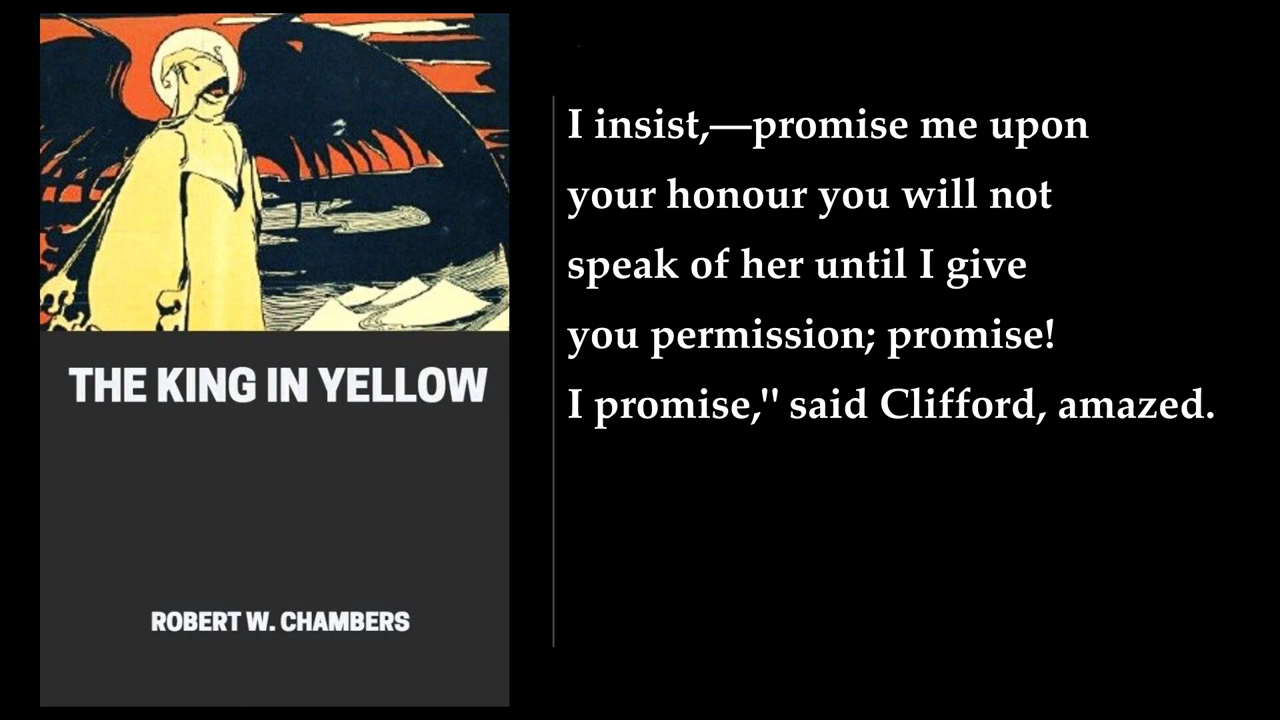 THE KING IN YELLOW
ROBERT W. CHAMBERS
I insist,—promise me upon
your honour you will not
speak of her until I give
you permission; promise!
I promise," said Clifford, amazed.